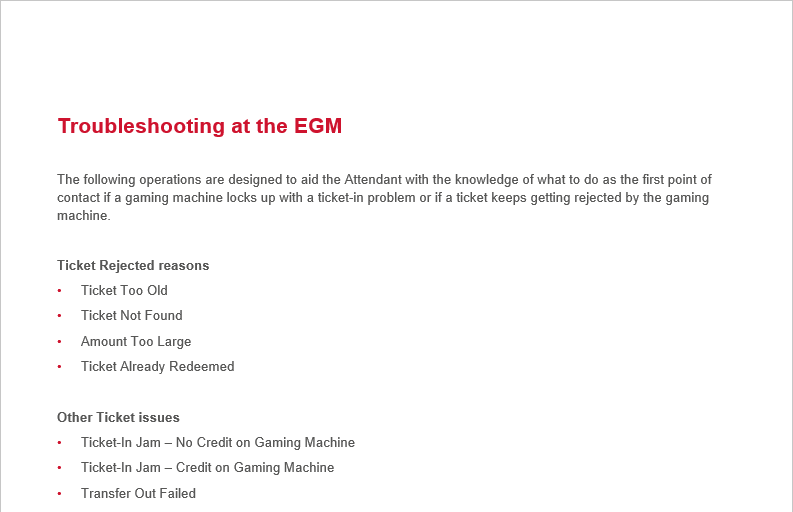 Troubleshooting at the EGM
The following operations are designed to aid the Attendant with the knowledge of what to do as the first point of
contact if a gaming machine locks up with a ticket-in problem or if a ticket keeps getting rejected by the gaming
machine.
Ticket Rejected reasons
• Ticket Too Old
• Ticket Not Found
• Amount Too Large
• Ticket Already Redeemed
Other Ticket issues
• Ticket-In Jam – No Credit on Gaming Machine
• Ticket-In Jam – Credit on Gaming Machine
• Transfer Out Failed